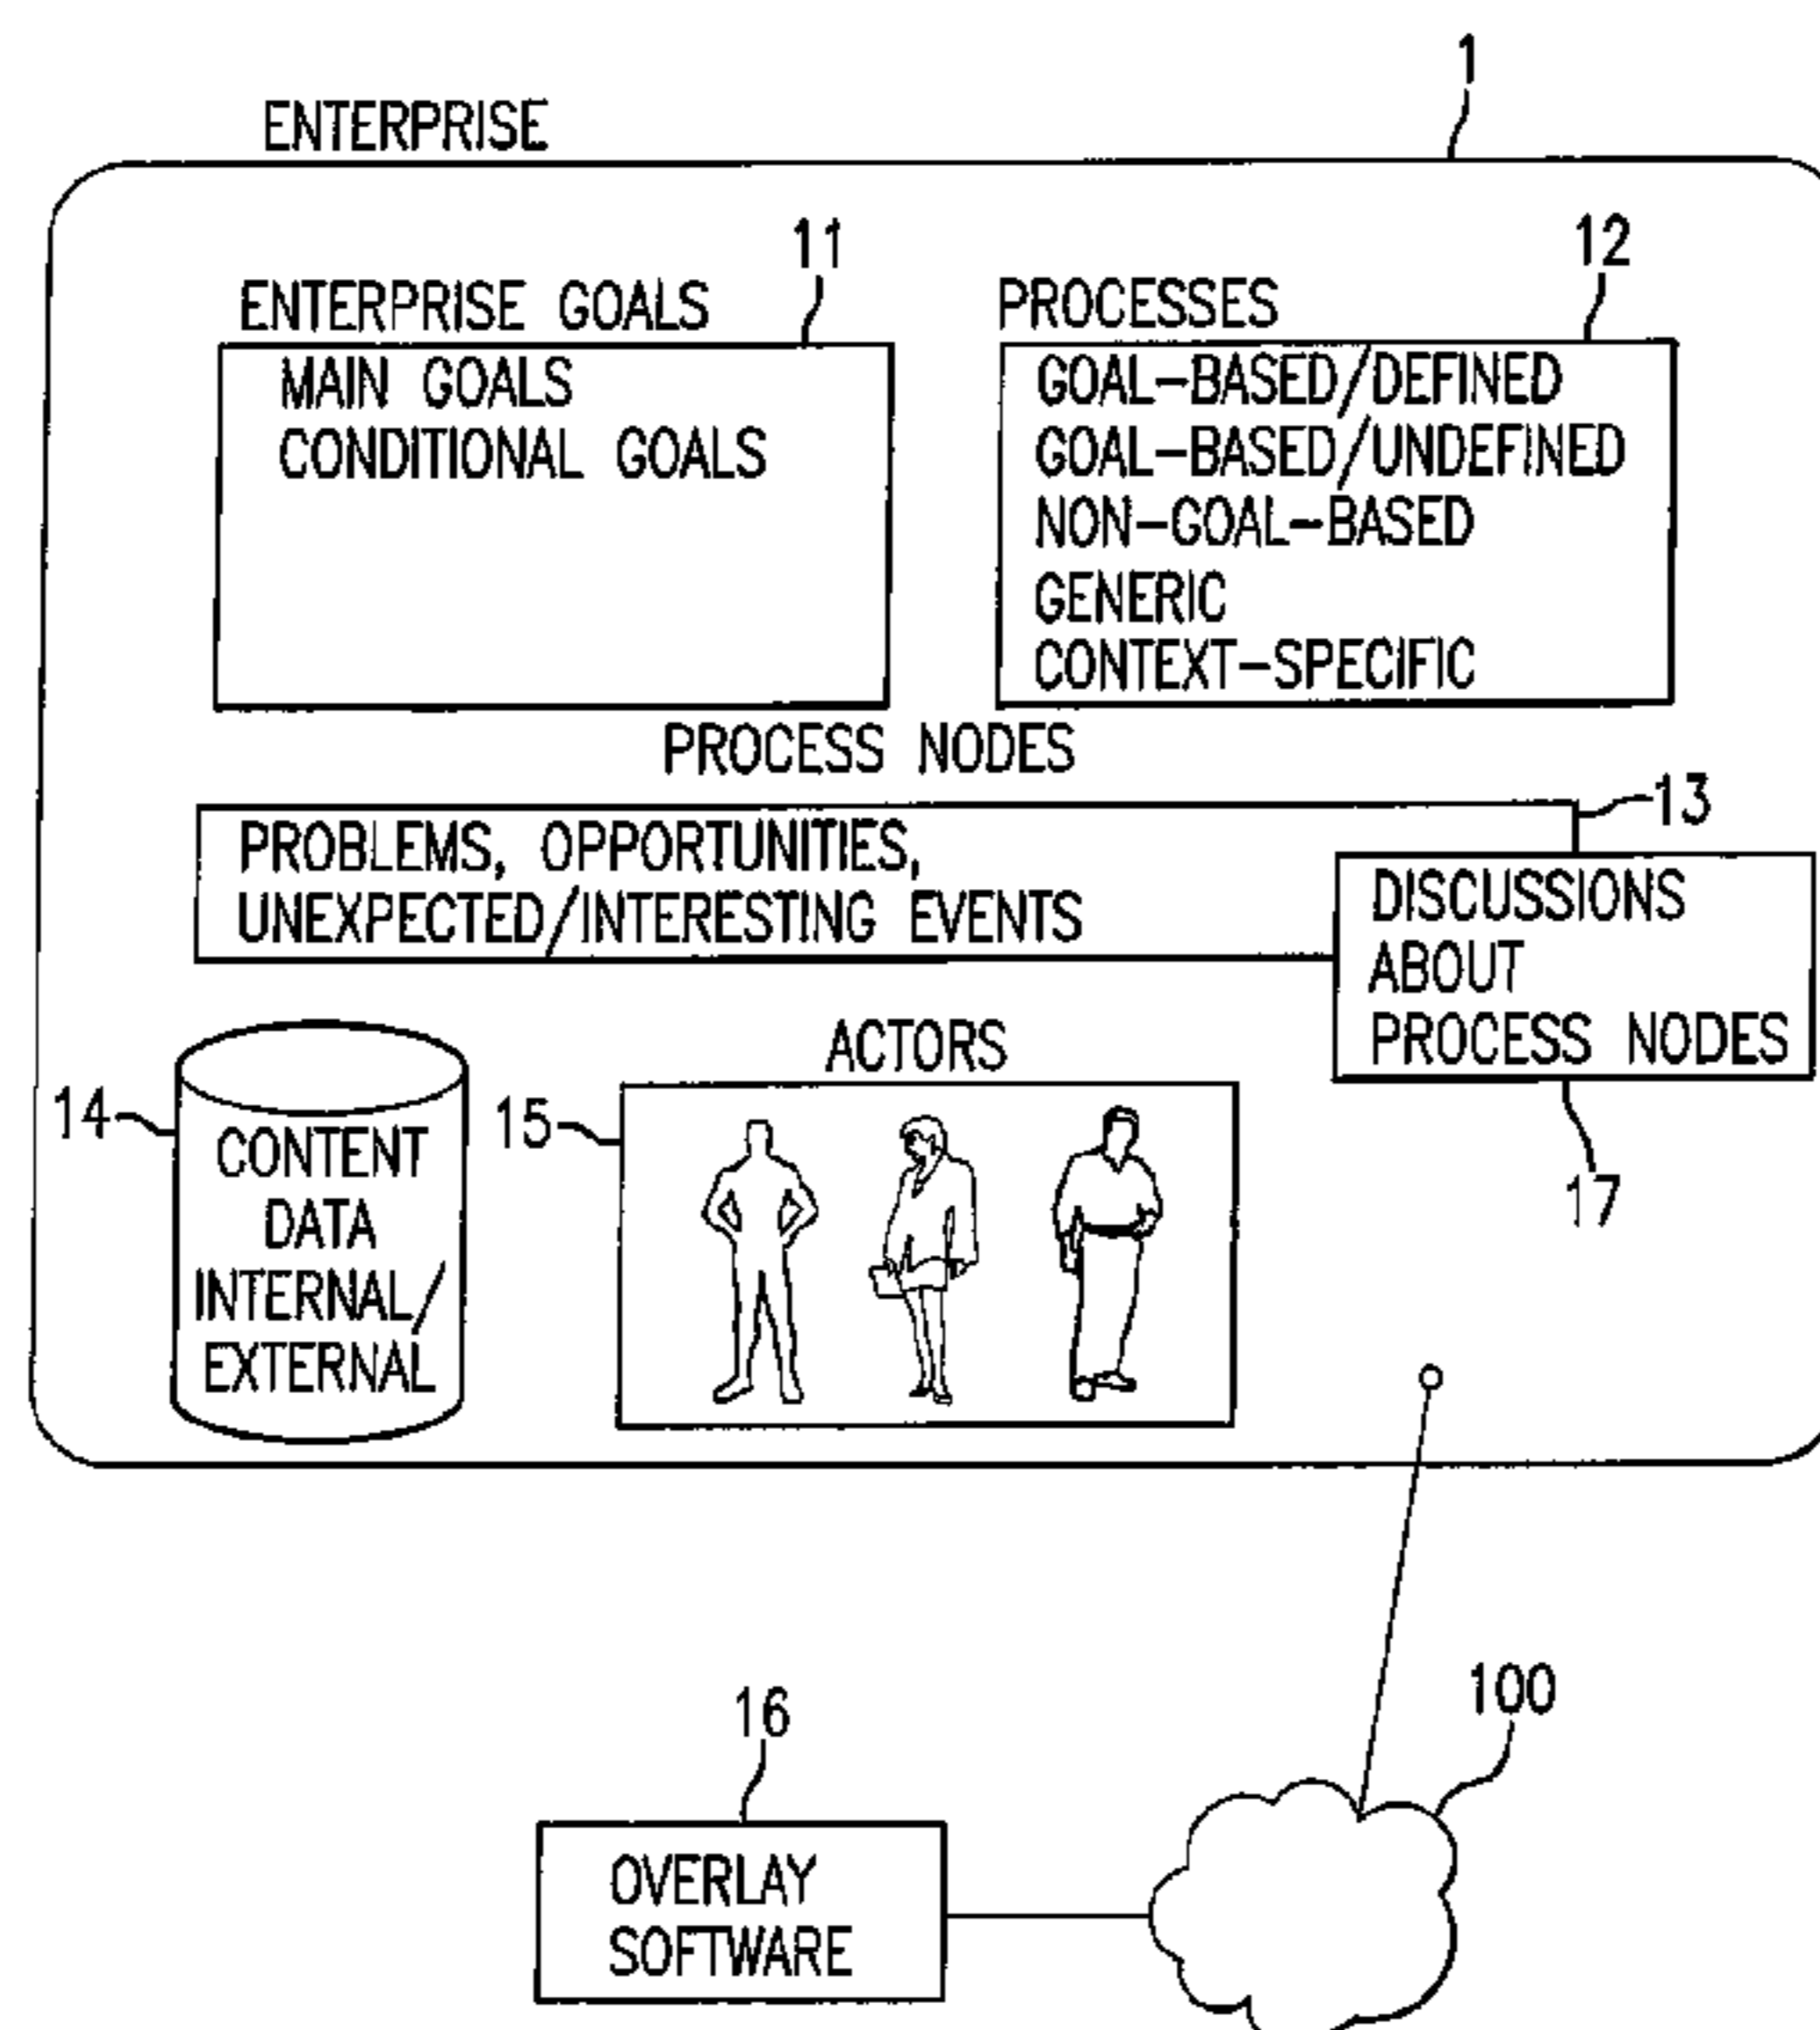 1
ENTERPRISE
11
12
ENTERPRISE GOALS
PROCESSES
MAIN GOALS
CONDITIONAL GOALS
GOAL-BASED/DEFINED
GOAL-BASED/UNDEFINED
NON-GOAL-BASED
GENERIC
CONTEXT-SPECIFIC
PROCESS NODES
13
PROBLEMS, OPPORTUNITIES,
UNEXPECTED/INTERESTING EVENTS
DISCUSSIONS
ABOUT
PROCESS NODES
17
14
CONTENT
DATA
INTERNAL/
EXTERNAL
ACTORS
15
16
100
OVERLAY
SOFTWARE